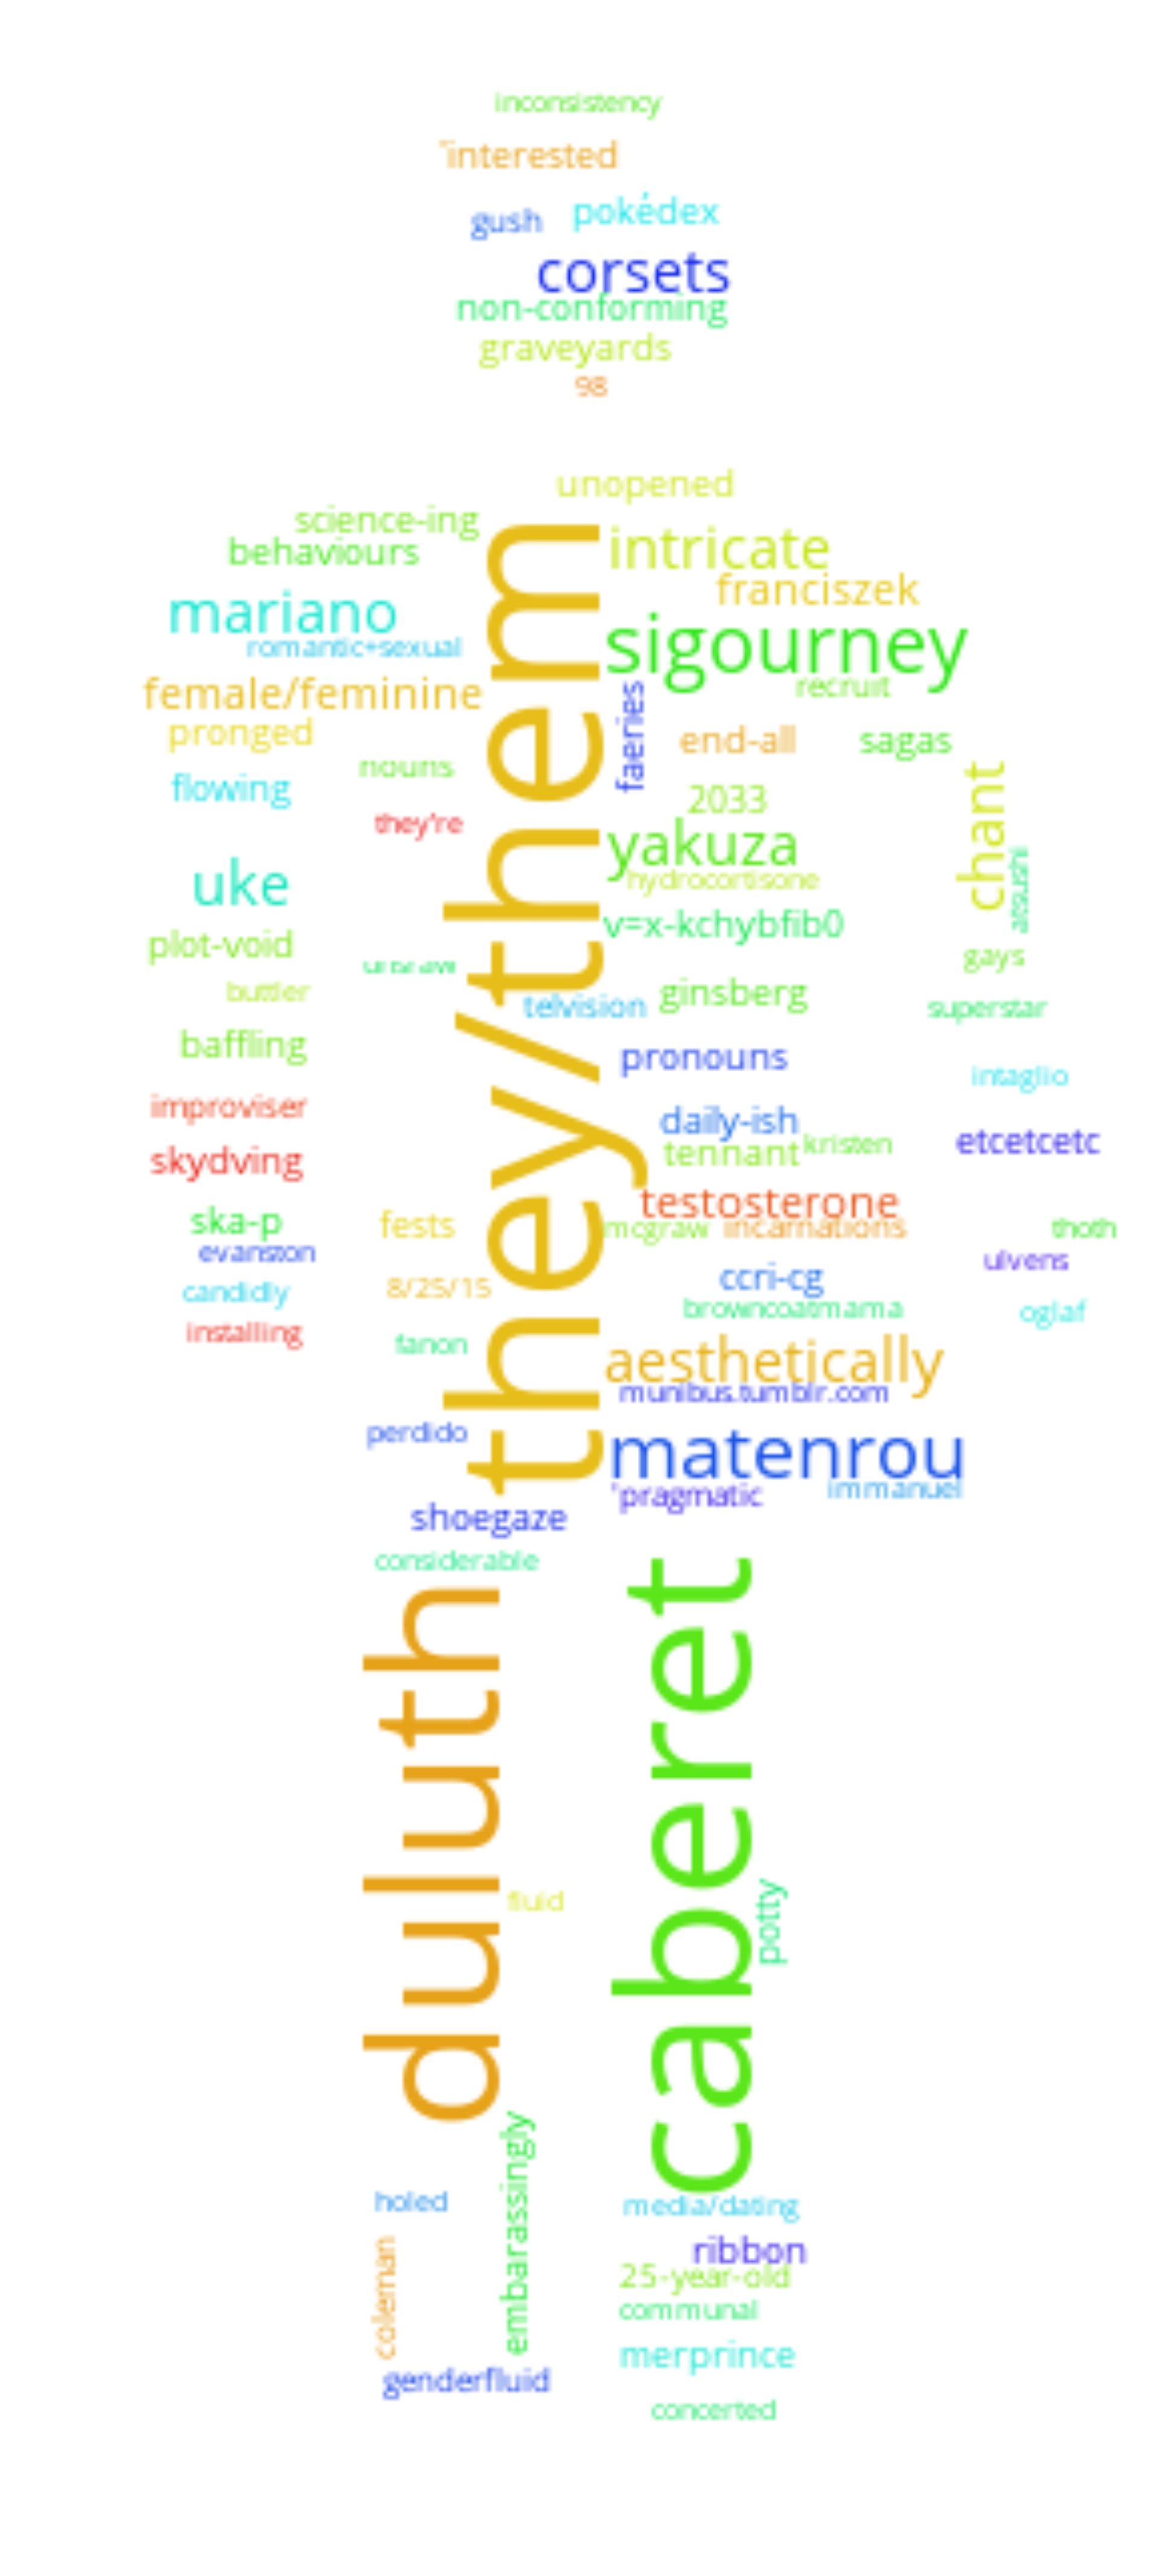 inconsistency
"interested
gush pokédex
corsets
non-conforming
graveyards
98
unopened
science-ing
behaviours
intricate
franciszek
mariano
romantic+sexual
sigourney
recruit
female/feminine
pronged
they/them
faeries
end-all
sagas
nouns
flowing
2033
chant
they're
yakuza
hydrocortisone
atsushi
uke
v=x-kchybfib0
plot-void
gays
buttler
telvision
ginsberg
superstar
baffling
pronouns
intaglio
improviser
daily-ish
kristen
etcetcetc
tennant
skydving
testosterone
ska-p
fests
mcgraw
incarnations
thoth
evanston
ulvens
candidly
8/25/15
ccri-cg
browncoatmama
oglaf
installing
fanon
aesthetically
munibus.tumblr.com
perdido
matenrou
'pragmatic
immanuel
shoegaze
considerable
duluth
caberet
fluid
potty
embarassingly
holed
media/dating
coleman
ribbon
25-year-old
communal
merprince
genderfluid
concerted